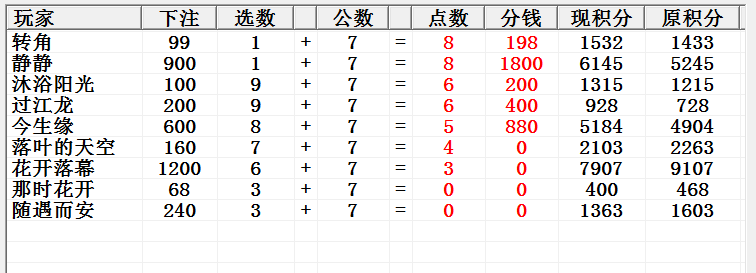 玩家 下注 选数 公数 点数 分钱 现积分 原积分
转角 99 1 + 7 = 8 198 1532 1433
静静 900 1 + 7 = 8 1800 6145 5245
沐浴阳光 100 9 + 7 = 6 200 1315 1215
过江龙 200 9 + 7 = 6 400 928 728
今生缘 600 8 + 7 = 5 880 5184 4904
落叶的天空 160 7 + 7 = 4 0 2103 2263
花开落幕 1200 6 + 7 = 3 0 7907 9107
那时花开 68 3 + 7 = 0 0 400 468
随遇而安 240 3 + 7 = 0 0 1363 1603